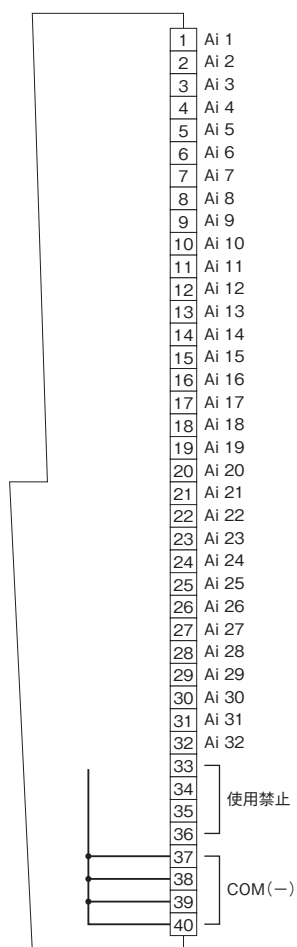 1 Ai 1
2 Ai 2
3 Ai 3
4 Ai 4
5 Ai 5
6 Ai 6
7 Ai 7
8 Ai 8
9 Ai 9
10 Ai 10
11 Ai 11
12 Ai 12
13 Ai 13
14 Ai 14
15 Ai 15
16 Ai 16
17 Ai 17
18 Ai 18
19 Ai 19
20 Ai 20
21 Ai 21
22 Ai 22
23 Ai 23
24 Ai 24
25 Ai 25
26 Ai 26
27 Ai 27
28 Ai 28
29 Ai 29
30 Ai 30
31 Ai 31
32 Ai 32
33
34
35
36
使用禁止
37
38
39
40
COM(−)